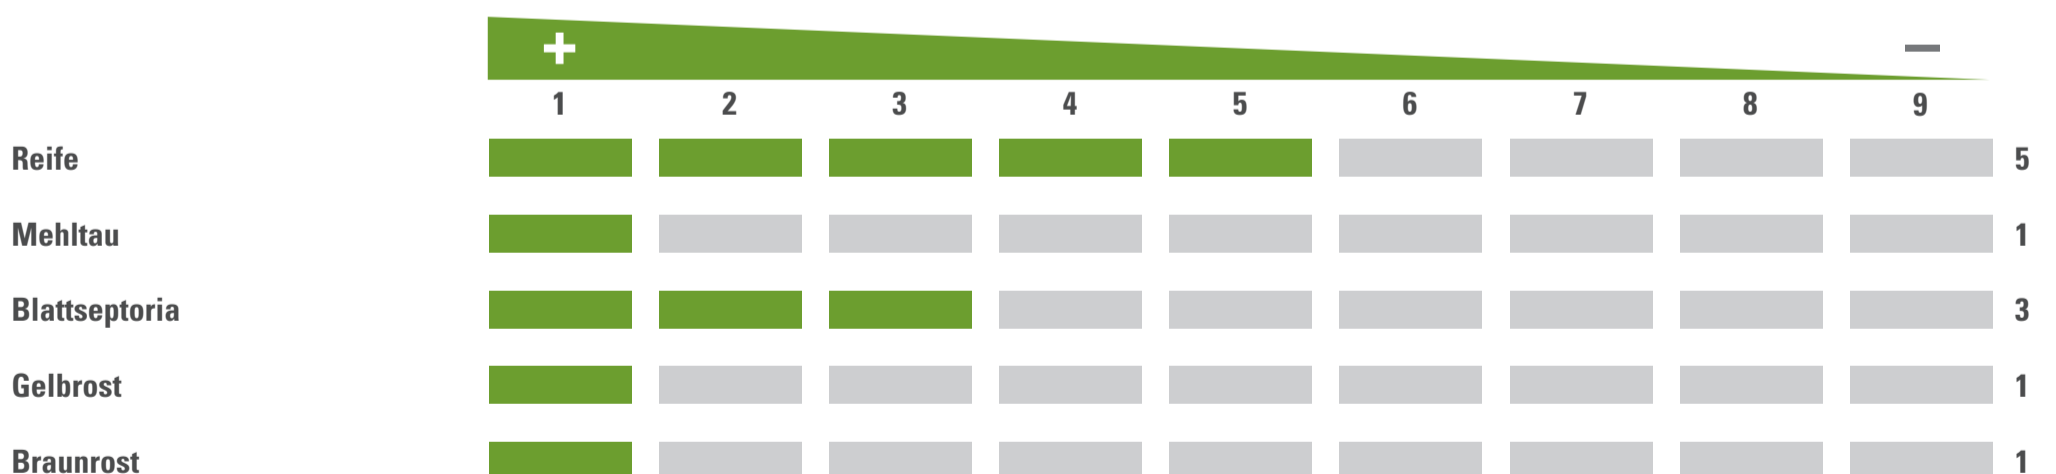 + −
1 2 3 4 5 6 7 8 9
Reife 5
Mehltau 1
Blattseptoria 3
Gelbrost 1
Braunrost 1